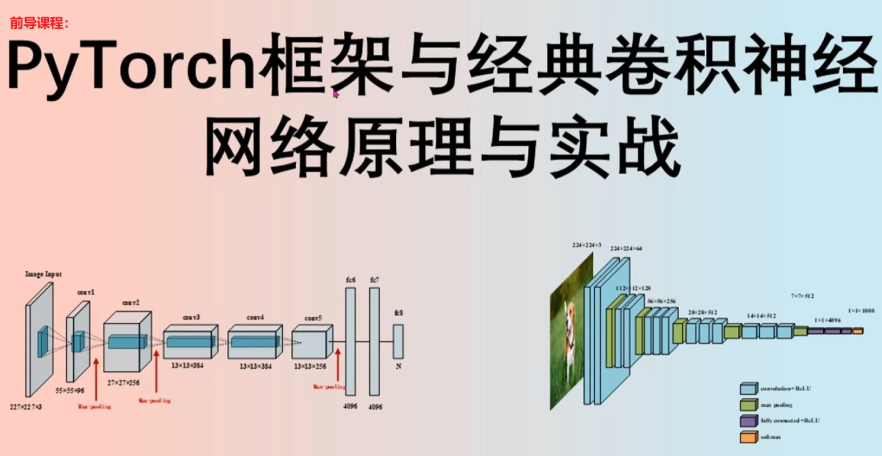 前导课程：
PyTorch框架与经典卷积神经
网络原理与实战
Image Input
conv1
conv2
conv3
conv4
conv5
fc6
fc7
fc8
227×227×3
55×55×96
27×27×256
13×13×384
13×13×384
13×13×256
4096
4096
N
Max-pooling
Max-pooling
Max-pooling
224×224×3
224×224×64
112×112×128
56×56×256
28×28×512
14×14×512
7×7×512
1×1×4096
1×1×1000
convolution+ReLU
max pooling
fully connected+ReLU
softmax